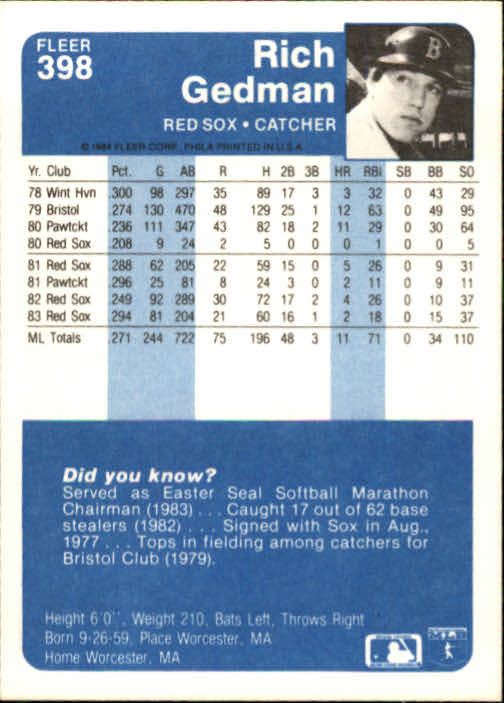 FLEER
398
Rich
Gedman
RED SOX • CATCHER
© 1984 FLEER CORP. PHILA PRINTED IN U.S.A.
Yr. Club Pct. G AB R H 2B 3B HR RBI SB BB SO
78 Wint Hvn .300 98 297 35 89 17 3 3 32 0 43 29
79 Bristol .274 130 470 48 129 25 1 12 63 0 49 95
80 Pawtckt .236 111 347 43 82 18 2 11 29 0 30 64
80 Red Sox .208 9 24 2 5 0 0 0 1 0 0 5
81 Red Sox .288 62 205 22 59 15 0 5 26 0 9 31
81 Pawtckt .296 25 81 8 24 3 0 2 11 0 9 11
82 Red Sox .249 92 289 30 72 17 2 4 26 0 10 37
83 Red Sox .294 81 204 21 60 16 1 2 18 0 15 37
ML Totals .271 244 722 75 196 48 3 11 71 0 34 110
Did you know?
Served as Easter Seal Softball Marathon
Chairman (1983) . . . Caught 17 out of 62 base
stealers (1982) . . . Signed with Sox in Aug.,
1977 . . . Tops in fielding among catchers for
Bristol Club (1979).
Height 6'0", Weight 210, Bats Left, Throws Right
Born 9-26-59, Place Worcester, MA
Home Worcester, MA